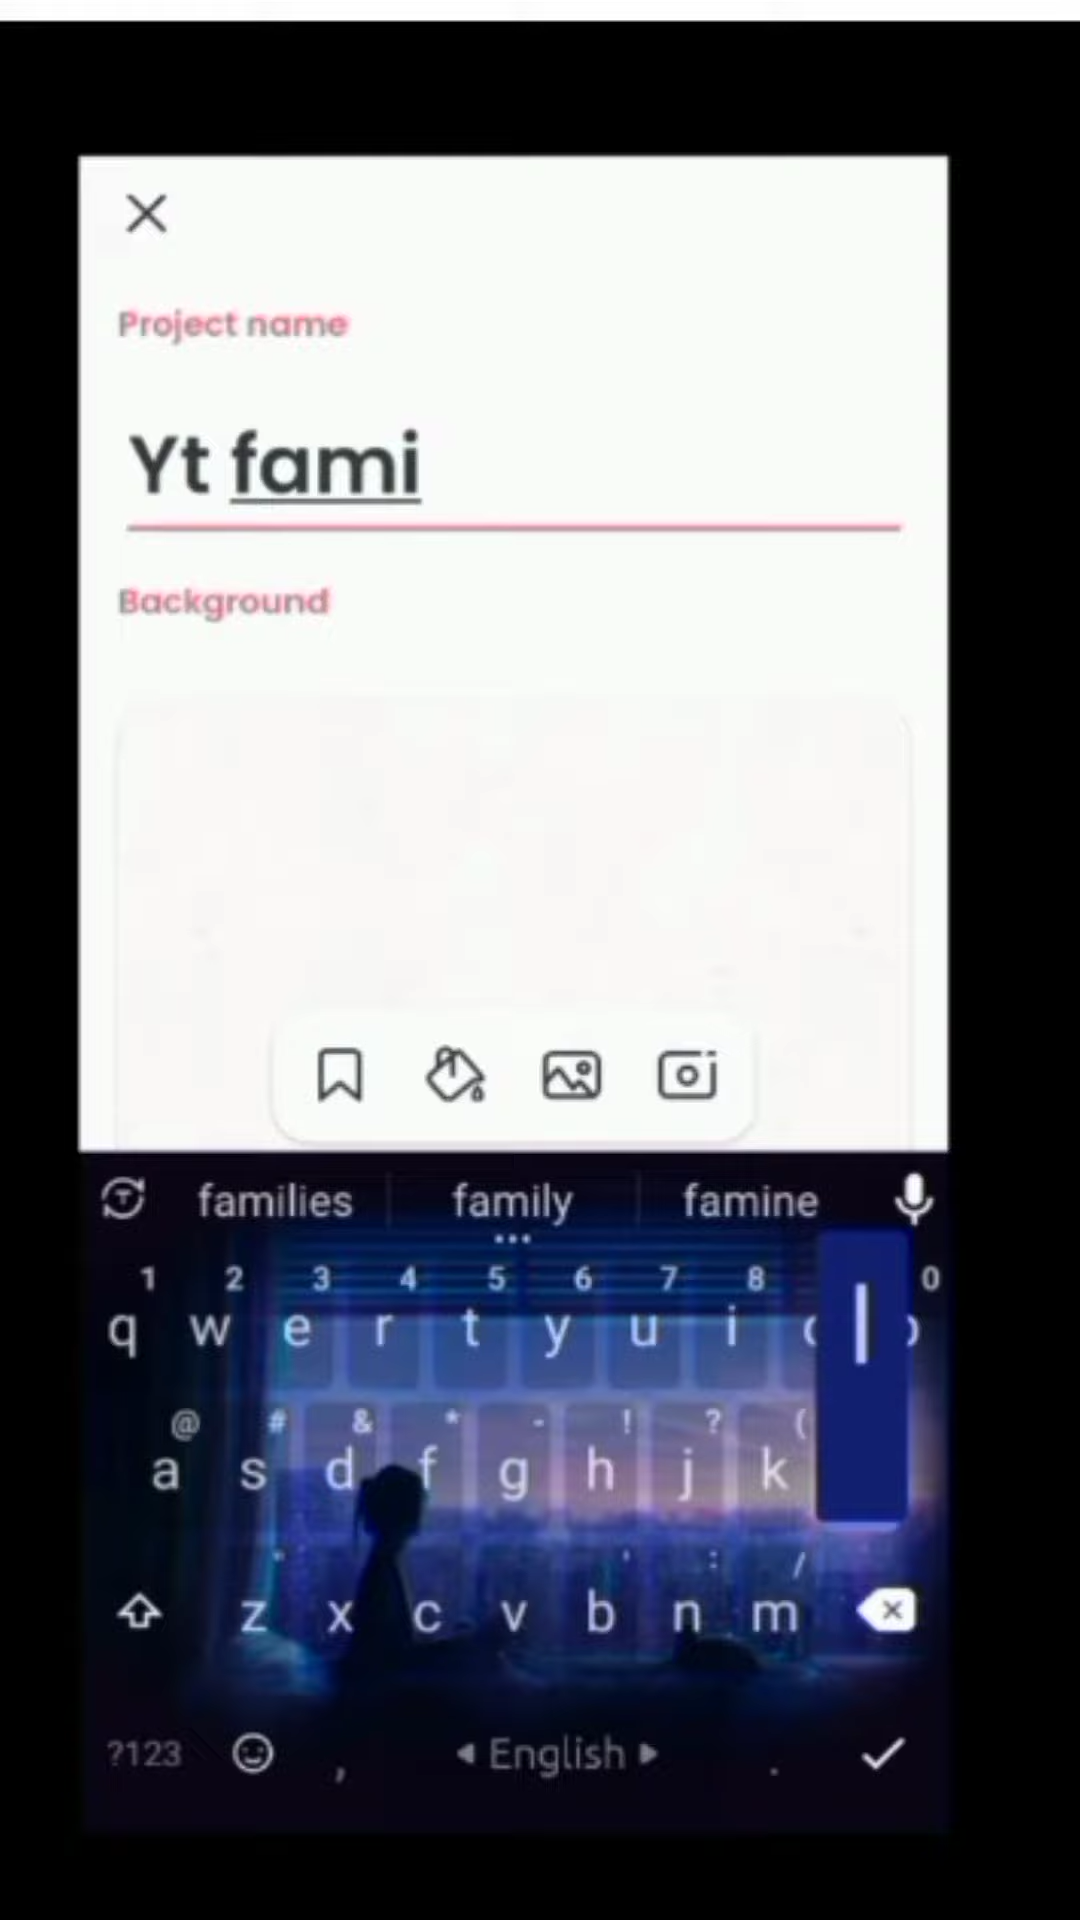 Project name
Yt fami
Background
families family famine
1 2 3 4 5 6 7 8 0
q w e r t y u i l
@ # & * - ! ? (
a s d f g h j k
" ' : /
z x c v b n m
?123 , English .